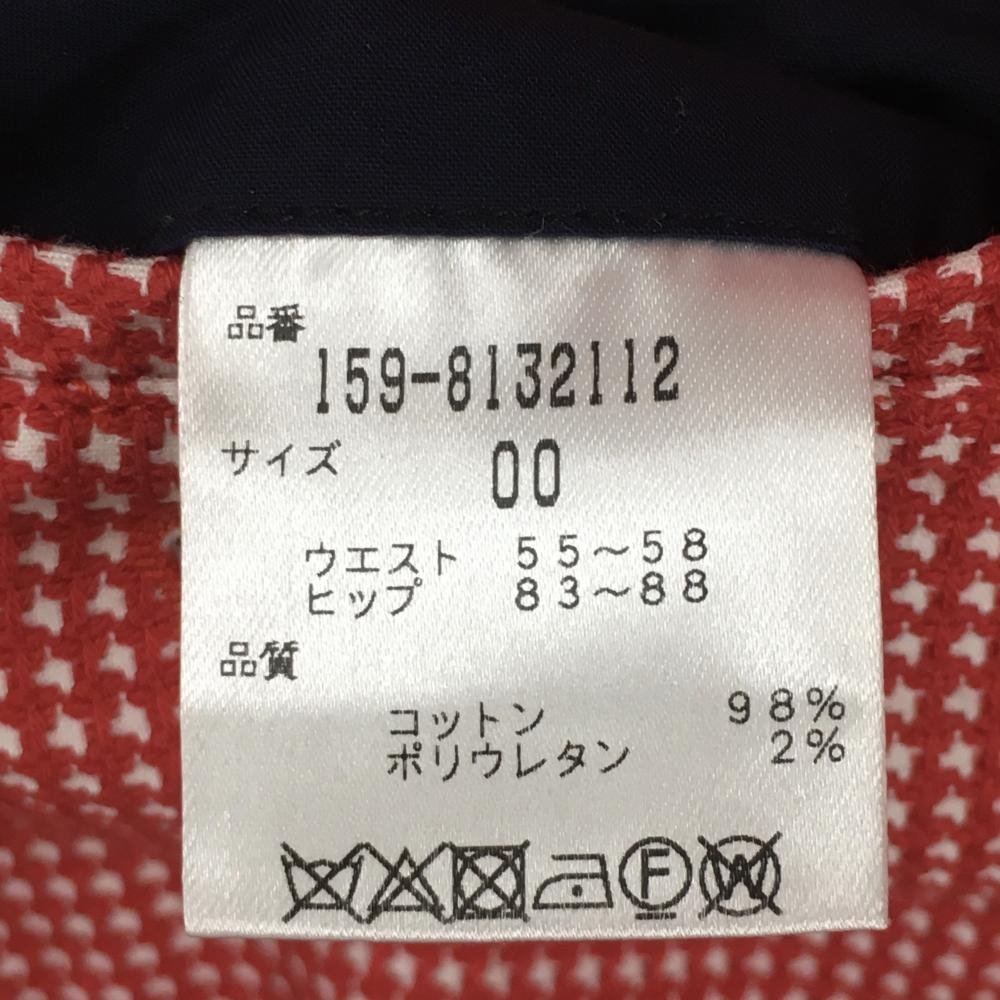 品番
159-8132112
サイズ 00
ウエスト 55～58
ヒップ 83～88
品質
コットン 98%
ポリウレタン 2%
F W